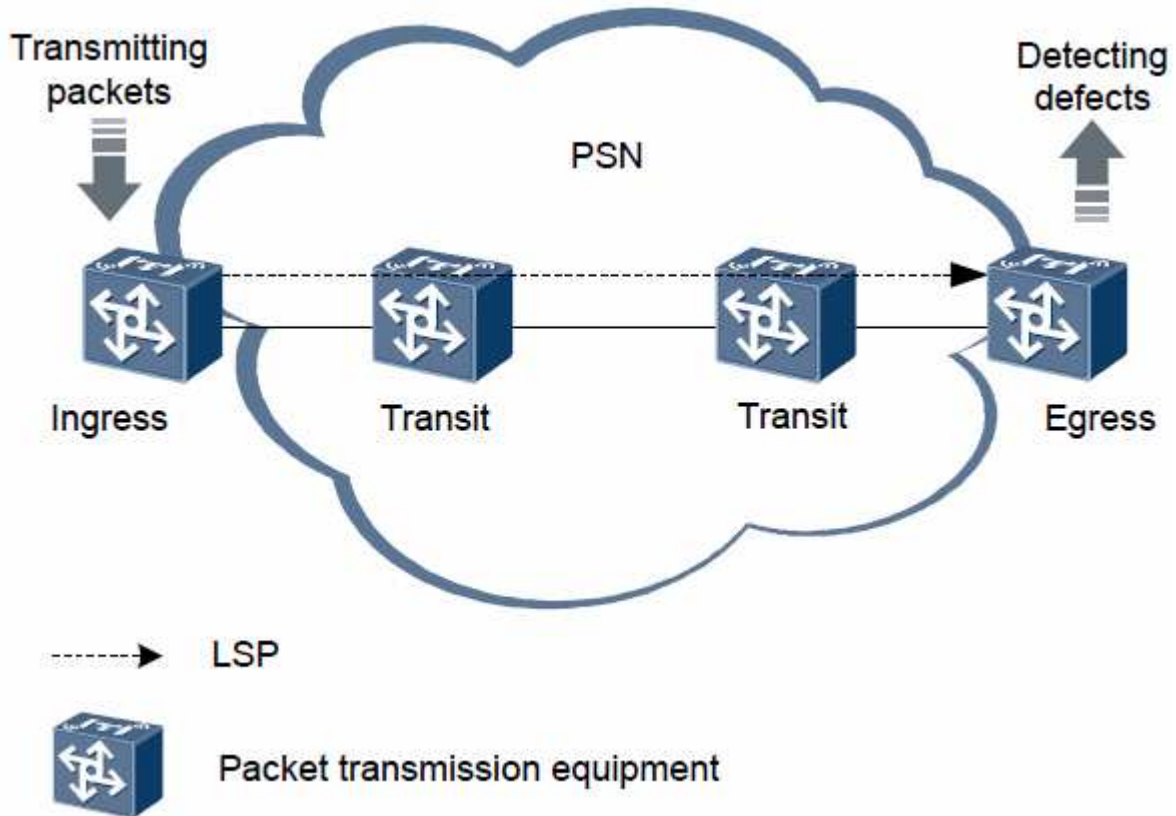 Transmitting
packets
Detecting
defects
PSN
Ingress
Transit
Transit
Egress
LSP
Packet transmission equipment